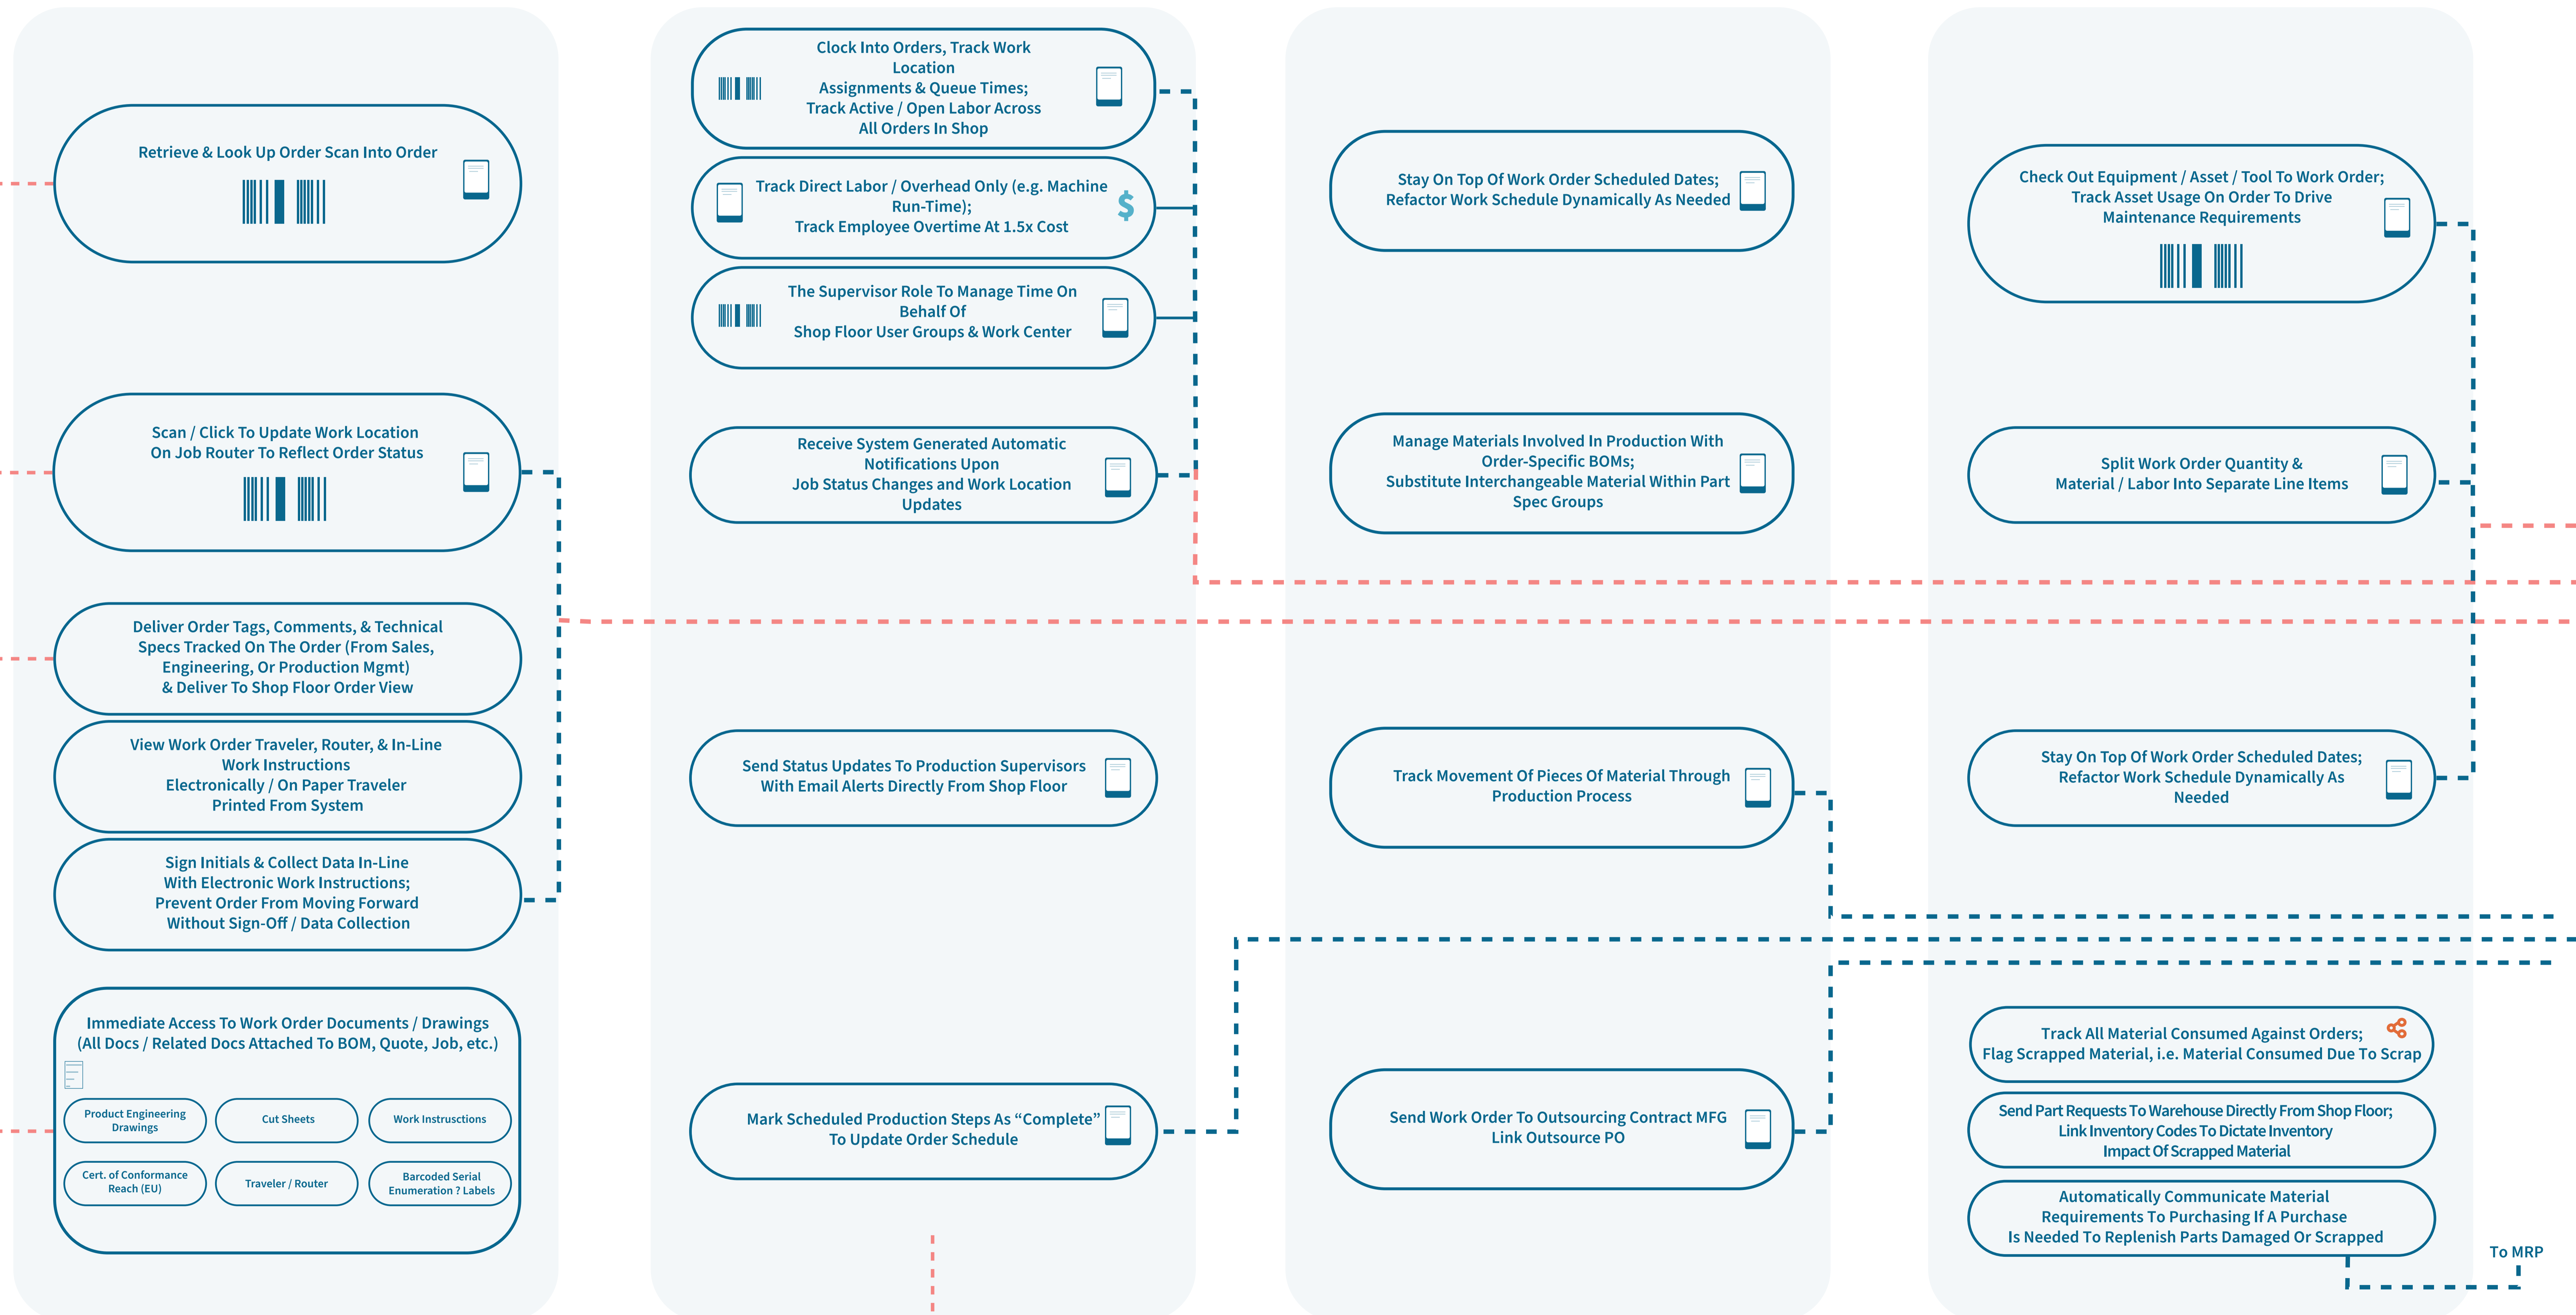 Retrieve & Look Up Order Scan Into Order
Scan / Click To Update Work Location
On Job Router To Reflect Order Status
Deliver Order Tags, Comments, & Technical
Specs Tracked On The Order (From Sales,
Engineering, Or Production Mgmt)
& Deliver To Shop Floor Order View
View Work Order Traveler, Router, & In-Line
Work Instructions
Electronically / On Paper Traveler
Printed From System
Sign Initials & Collect Data In-Line
With Electronic Work Instructions;
Prevent Order From Moving Forward
Without Sign-Off / Data Collection
Immediate Access To Work Order Documents / Drawings
(All Docs / Related Docs Attached To BOM, Quote, Job, etc.)
Product Engineering
Drawings
Cut Sheets
Work Instrusctions
Cert. of Conformance
Reach (EU)
Traveler / Router
Barcoded Serial
Enumeration ? Labels
Clock Into Orders, Track Work
Location
Assignments & Queue Times;
Track Active / Open Labor Across
All Orders In Shop
Track Direct Labor / Overhead Only (e.g. Machine
Run-Time);
Track Employee Overtime At 1.5x Cost
$
The Supervisor Role To Manage Time On
Behalf Of
Shop Floor User Groups & Work Center
Receive System Generated Automatic
Notifications Upon
Job Status Changes and Work Location
Updates
Send Status Updates To Production Supervisors
With Email Alerts Directly From Shop Floor
Mark Scheduled Production Steps As “Complete”
To Update Order Schedule
Stay On Top Of Work Order Scheduled Dates;
Refactor Work Schedule Dynamically As Needed
Manage Materials Involved In Production With
Order-Specific BOMs;
Substitute Interchangeable Material Within Part
Spec Groups
Track Movement Of Pieces Of Material Through
Production Process
Send Work Order To Outsourcing Contract MFG
Link Outsource PO
Check Out Equipment / Asset / Tool To Work Order;
Track Asset Usage On Order To Drive
Maintenance Requirements
Split Work Order Quantity &
Material / Labor Into Separate Line Items
Stay On Top Of Work Order Scheduled Dates;
Refactor Work Schedule Dynamically As
Needed
Track All Material Consumed Against Orders;
Flag Scrapped Material, i.e. Material Consumed Due To Scrap
Send Part Requests To Warehouse Directly From Shop Floor;
Link Inventory Codes To Dictate Inventory
Impact Of Scrapped Material
Automatically Communicate Material
Requirements To Purchasing If A Purchase
Is Needed To Replenish Parts Damaged Or Scrapped
To MRP